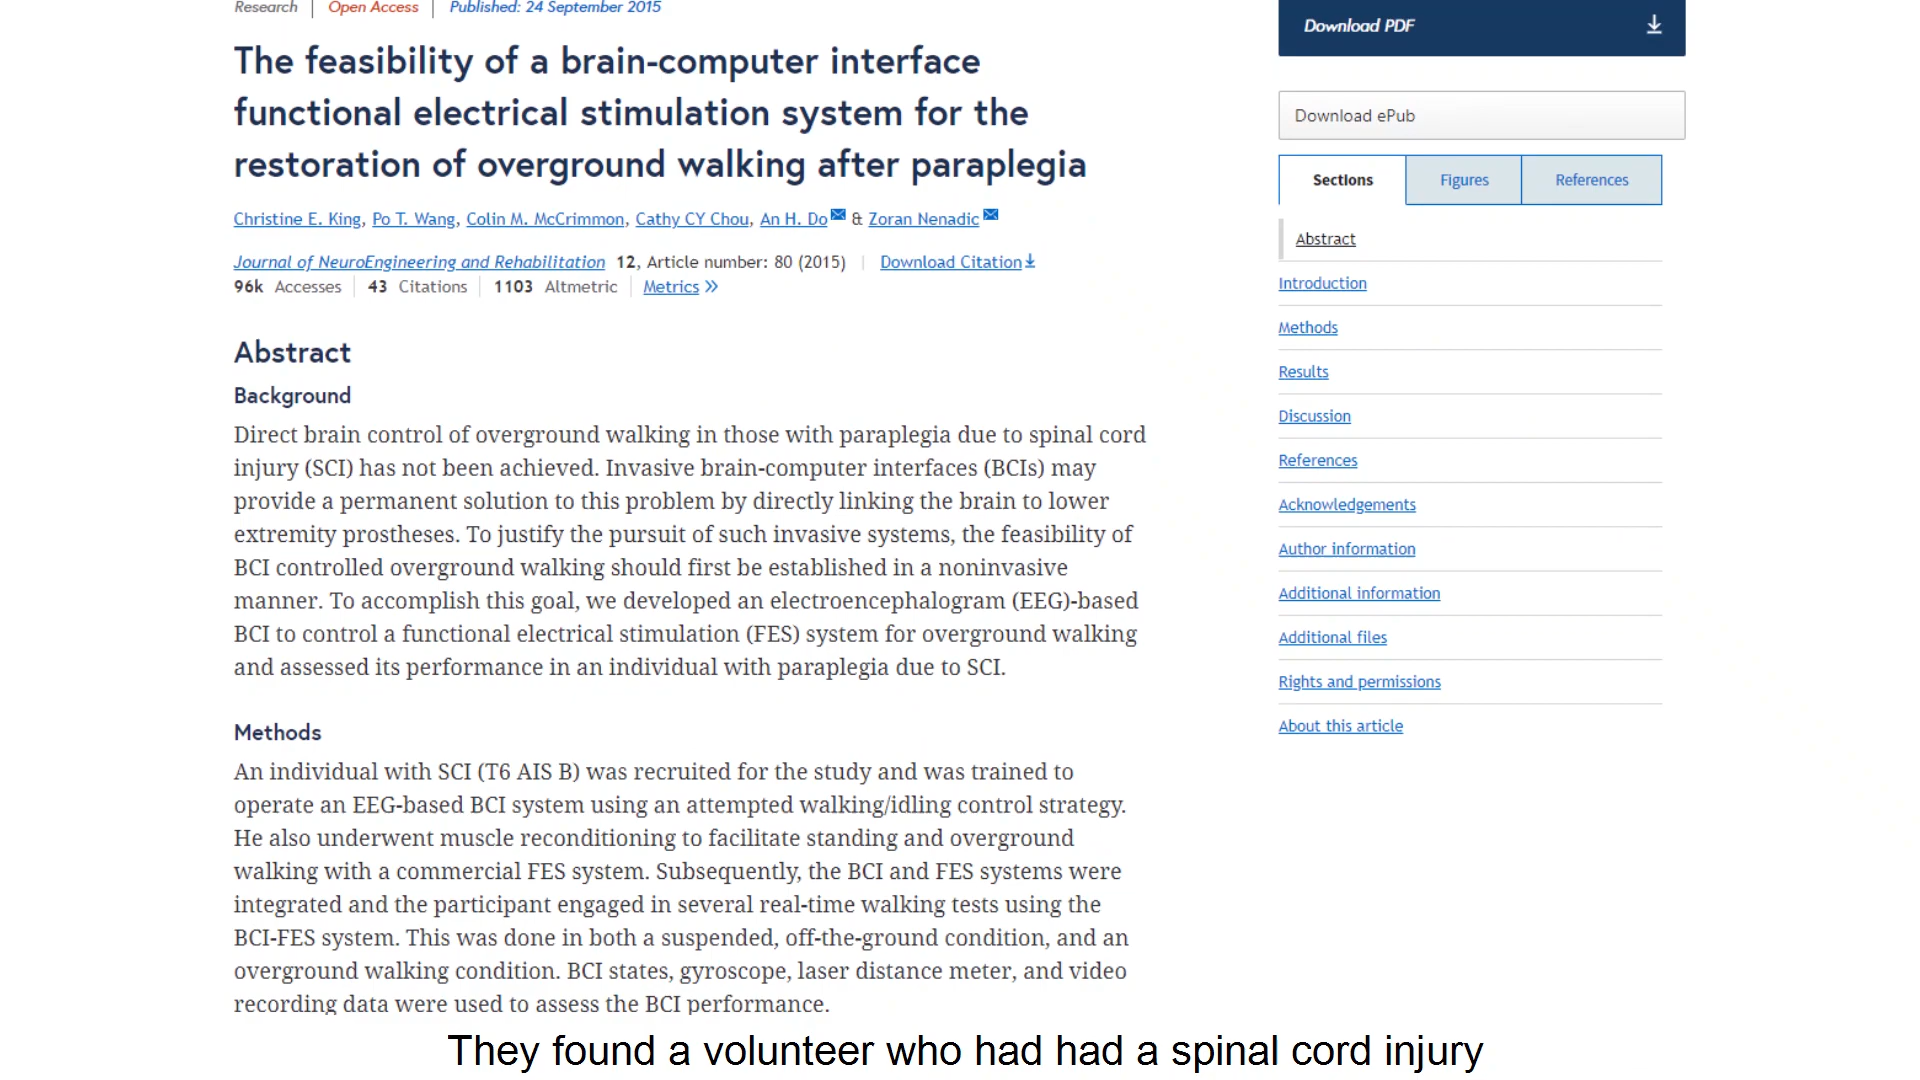 Research | Open Access | Published: 24 September 2015
The feasibility of a brain-computer interface
functional electrical stimulation system for the
restoration of overground walking after paraplegia
Christine E. King, Po T. Wang, Colin M. McCrimmon, Cathy CY Chou, An H. Do & Zoran Nenadic
Journal of NeuroEngineering and Rehabilitation 12, Article number: 80 (2015) | Download Citation
96k Accesses | 43 Citations | 1103 Altmetric | Metrics »
Abstract
Background
Direct brain control of overground walking in those with paraplegia due to spinal cord
injury (SCI) has not been achieved. Invasive brain-computer interfaces (BCIs) may
provide a permanent solution to this problem by directly linking the brain to lower
extremity prostheses. To justify the pursuit of such invasive systems, the feasibility of
BCI controlled overground walking should first be established in a noninvasive
manner. To accomplish this goal, we developed an electroencephalogram (EEG)-based
BCI to control a functional electrical stimulation (FES) system for overground walking
and assessed its performance in an individual with paraplegia due to SCI.
Methods
An individual with SCI (T6 AIS B) was recruited for the study and was trained to
operate an EEG-based BCI system using an attempted walking/idling control strategy.
He also underwent muscle reconditioning to facilitate standing and overground
walking with a commercial FES system. Subsequently, the BCI and FES systems were
integrated and the participant engaged in several real-time walking tests using the
BCI-FES system. This was done in both a suspended, off-the-ground condition, and an
overground walking condition. BCI states, gyroscope, laser distance meter, and video
recording data were used to assess the BCI performance.
Download PDF
Download ePub
Sections Figures References
Abstract
Introduction
Methods
Results
Discussion
References
Acknowledgements
Author information
Additional information
Additional files
Rights and permissions
About this article
They found a volunteer who had had a spinal cord injury